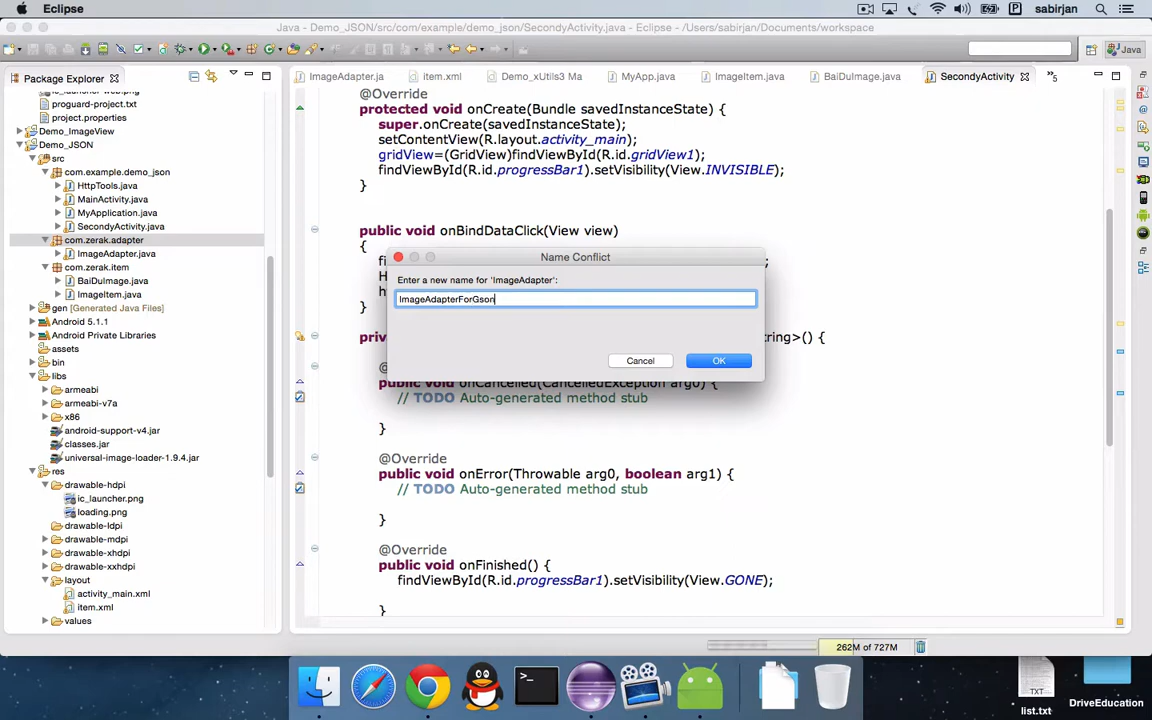 Eclipse
sabirjan
Java - Demo_JSON/src/com/example/demo_json/SecondyActivity.java - Eclipse - /Users/sabirjan/Documents/workspace
Java
Package Explorer
ImageAdapter.ja
item.xml
Demo_xUtils3 Ma
MyApp.java
ImageItem.java
BaiDuImage.java
SecondyActivity
»5
proguard-project.txt
project.properties
Demo_ImageView
Demo_JSON
src
com.example.demo_json
HttpTools.java
MainActivity.java
MyApplication.java
SecondyActivity.java
com.zerak.adapter
ImageAdapter.java
com.zerak.item
BaiDuImage.java
ImageItem.java
gen [Generated Java Files]
Android 5.1.1
Android Private Libraries
assets
bin
libs
armeabi
armeabi-v7a
x86
android-support-v4.jar
classes.jar
universal-image-loader-1.9.4.jar
res
drawable-hdpi
ic_launcher.png
loading.png
drawable-ldpi
drawable-mdpi
drawable-xhdpi
drawable-xxhdpi
layout
activity_main.xml
item.xml
values
@Override
protected void onCreate(Bundle savedInstanceState) {
super.onCreate(savedInstanceState);
setContentView(R.layout.activity_main);
gridView=(GridView)findViewById(R.id.gridView1);
findViewById(R.id.progressBar1).setVisibility(View.INVISIBLE);
}
public void onBindDataClick(View view)
{
}
Name Conflict
Enter a new name for 'ImageAdapter':
ImageAdapterForGson
Cancel
OK
public void onCancelled(CancelledException arg0) {
// TODO Auto-generated method stub
}
@Override
public void onError(Throwable arg0, boolean arg1) {
// TODO Auto-generated method stub
}
@Override
public void onFinished() {
findViewById(R.id.progressBar1).setVisibility(View.GONE);
}
262M of 727M
TXT
list.txt
DriveEducation